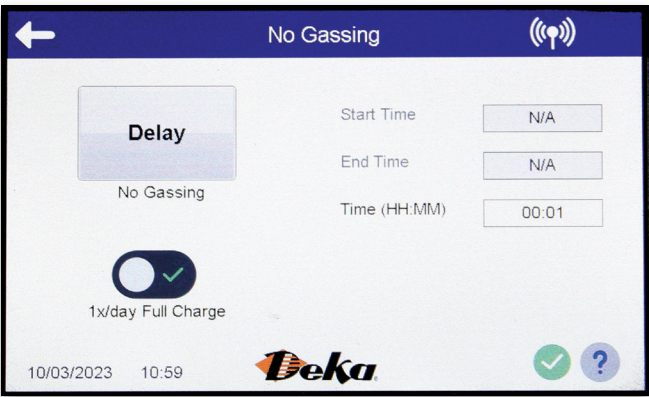 No Gassing
Delay
No Gassing
Start Time N/A
End Time N/A
Time (HH:MM) 00:01
1x/day Full Charge
10/03/2023 10:59
Deka
?